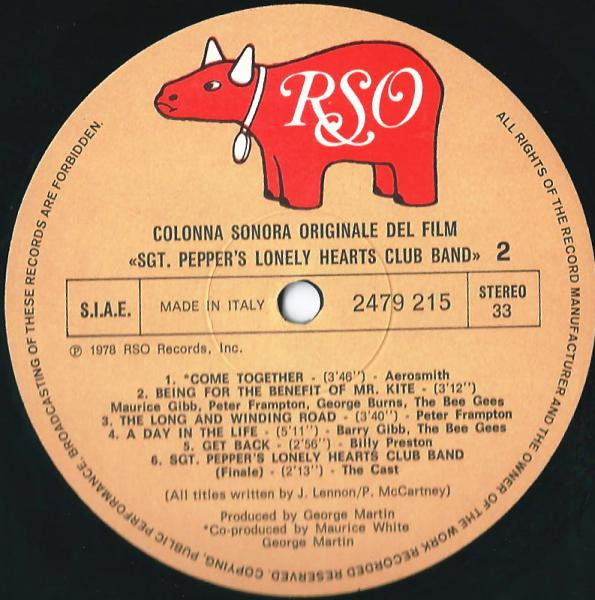 RSO
COLONNA SONORA ORIGINALE DEL FILM
«SGT. PEPPER'S LONELY HEARTS CLUB BAND» 2
S.I.A.E. MADE IN ITALY 2479 215 STEREO
33
℗ 1978 RSO Records, Inc.
1. *COME TOGETHER - (3'46'') - Aerosmith
2. BEING FOR THE BENEFIT OF MR. KITE - (3'12'')
Maurice Gibb, Peter Frampton, George Burns, The Bee Gees
3. THE LONG AND WINDING ROAD - (3'40'') - Peter Frampton
4. A DAY IN THE LIFE - (5'11'') - Barry Gibb, The Bee Gees
5. GET BACK - (2'56'') - Billy Preston
6. SGT. PEPPER'S LONELY HEARTS CLUB BAND
(Finale) - (2'13'') - The Cast
(All titles written by J. Lennon/P. McCartney)
Produced by George Martin
*Co-produced by Maurice White
George Martin
ALL RIGHTS OF THE RECORD MANUFACTURER AND THE OWNER OF THE WORK RECORDED RESERVED. COPYING, PUBLIC PERFORMANCE, BROADCASTING OF THESE RECORDS ARE FORBIDDEN.